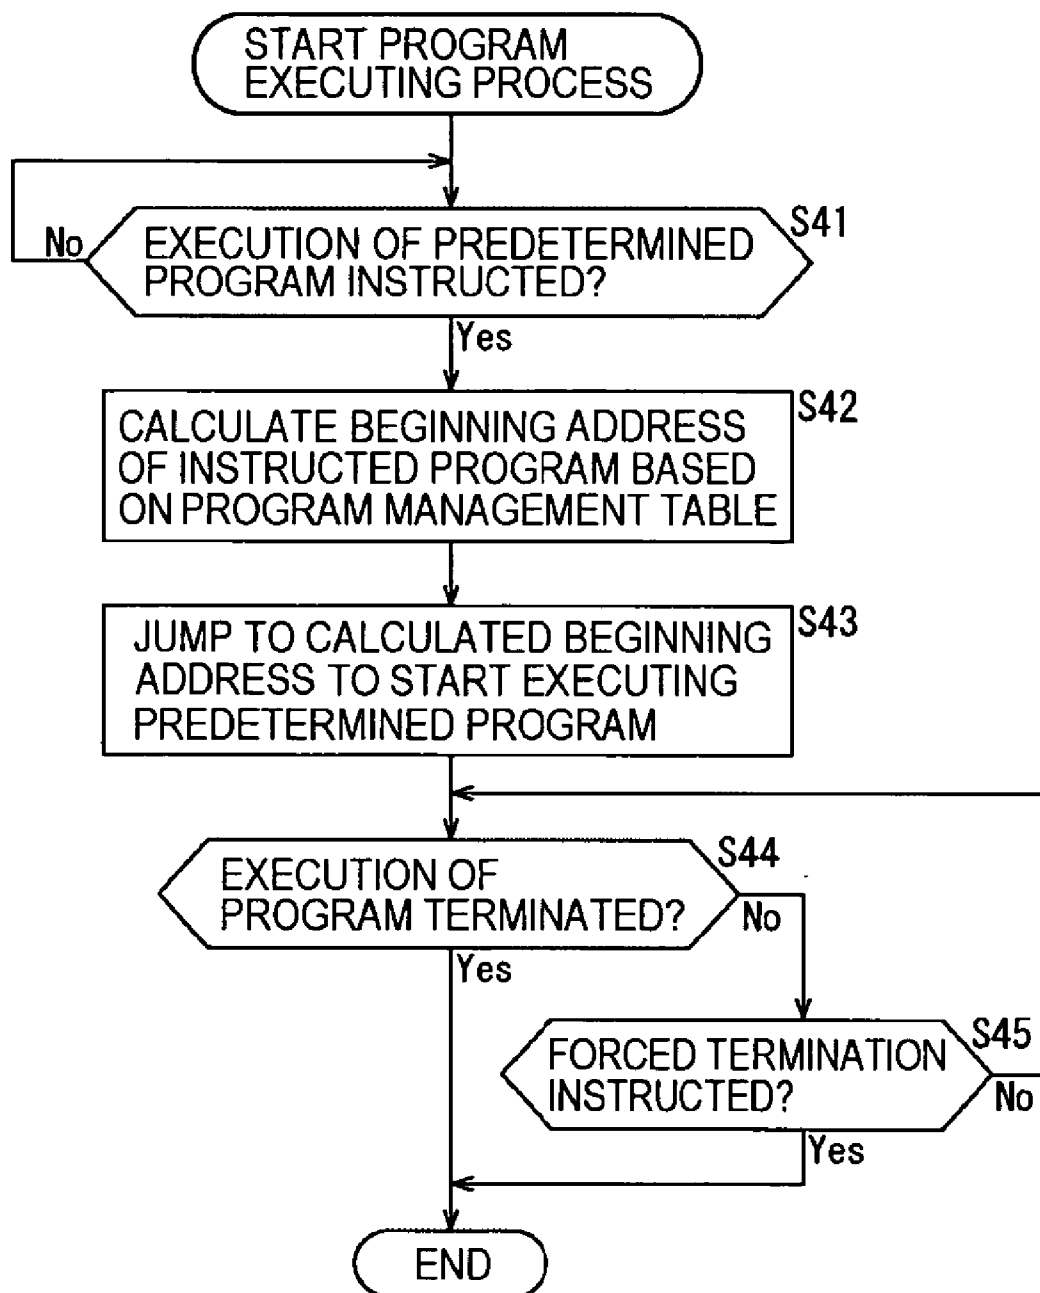 START PROGRAM
EXECUTING PROCESS
S41
No
EXECUTION OF PREDETERMINED
PROGRAM INSTRUCTED?
Yes
S42
CALCULATE BEGINNING ADDRESS
OF INSTRUCTED PROGRAM BASED
ON PROGRAM MANAGEMENT TABLE
S43
JUMP TO CALCULATED BEGINNING
ADDRESS TO START EXECUTING
PREDETERMINED PROGRAM
S44
EXECUTION OF
PROGRAM TERMINATED?
No
Yes
S45
FORCED TERMINATION
INSTRUCTED?
No
Yes
END